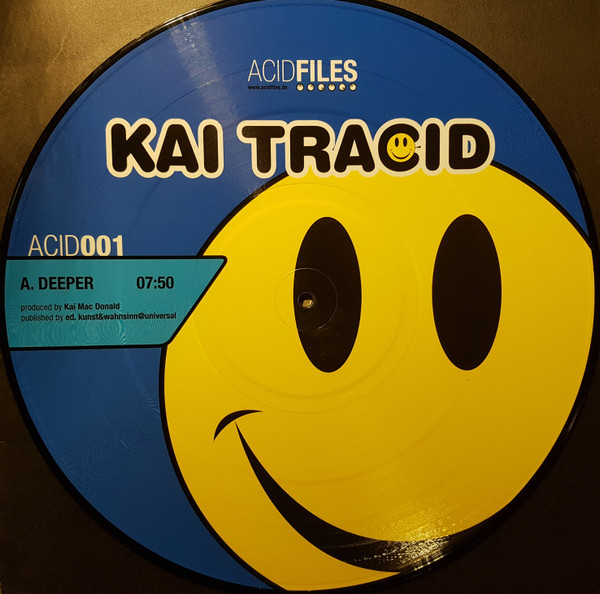 ACIDFILES
www.acidfiles.de
KAI TRACID
ACID001
A. DEEPER 07:50
produced by Kai Mac Donald
published by ed. kunst&wahnsinn@universal